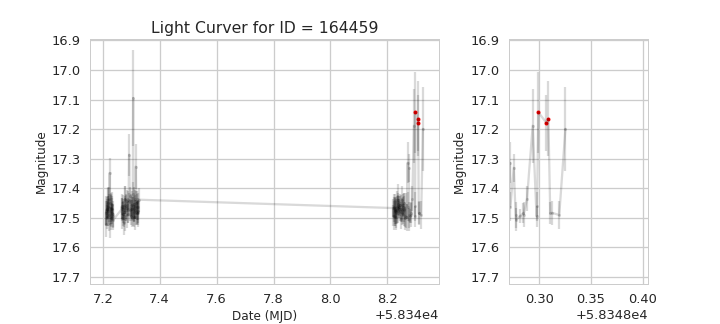 Light Curver for ID = 164459
16.9
17.0
17.1
17.2
17.3
17.4
17.5
17.6
17.7
Magnitude
7.2 7.4 7.6 7.8 8.0 8.2
Date (MJD)
+5.834e4
16.9
17.0
17.1
17.2
17.3
17.4
17.5
17.6
17.7
Magnitude
0.30 0.35 0.40
+5.8348e4